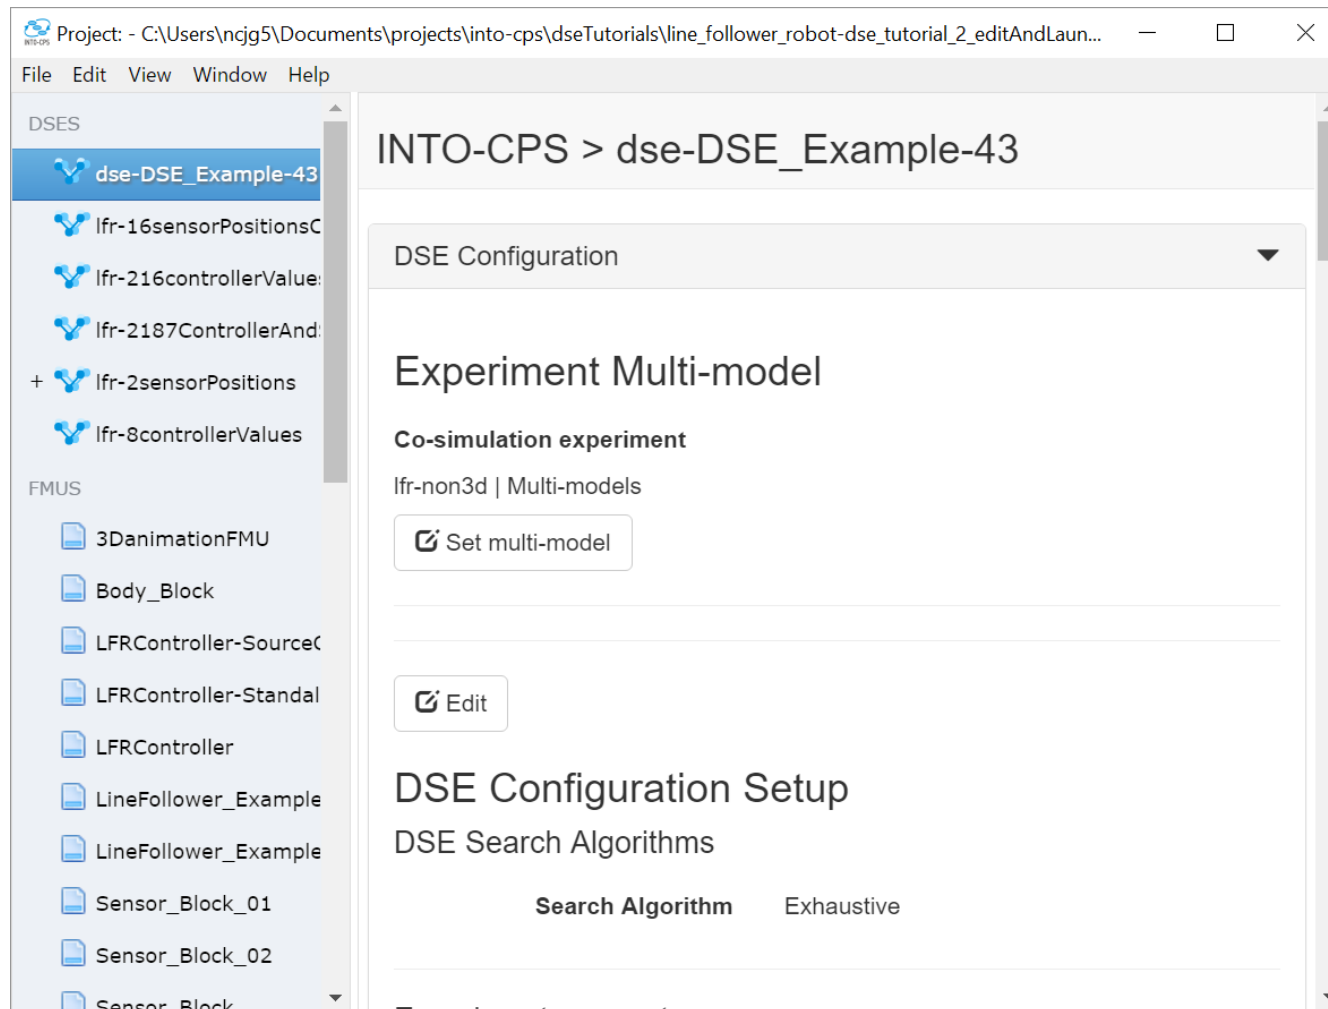 Project: - C:\Users\ncjg5\Documents\projects\into-cps\dseTutorials\line_follower_robot-dse_tutorial_2_editAndLaun...
File Edit View Window Help
DSES
dse-DSE_Example-43
lfr-16sensorPositionsC
lfr-216controllerValues
lfr-2187ControllerAndS
+ lfr-2sensorPositions
lfr-8controllerValues
FMUS
3DanimationFMU
Body_Block
LFRController-SourceC
LFRController-Standal
LFRController
LineFollower_Example
LineFollower_Example
Sensor_Block_01
Sensor_Block_02
Sensor_Block
INTO-CPS > dse-DSE_Example-43
DSE Configuration
Experiment Multi-model
Co-simulation experiment
lfr-non3d | Multi-models
Set multi-model
Edit
DSE Configuration Setup
DSE Search Algorithms
Search Algorithm Exhaustive